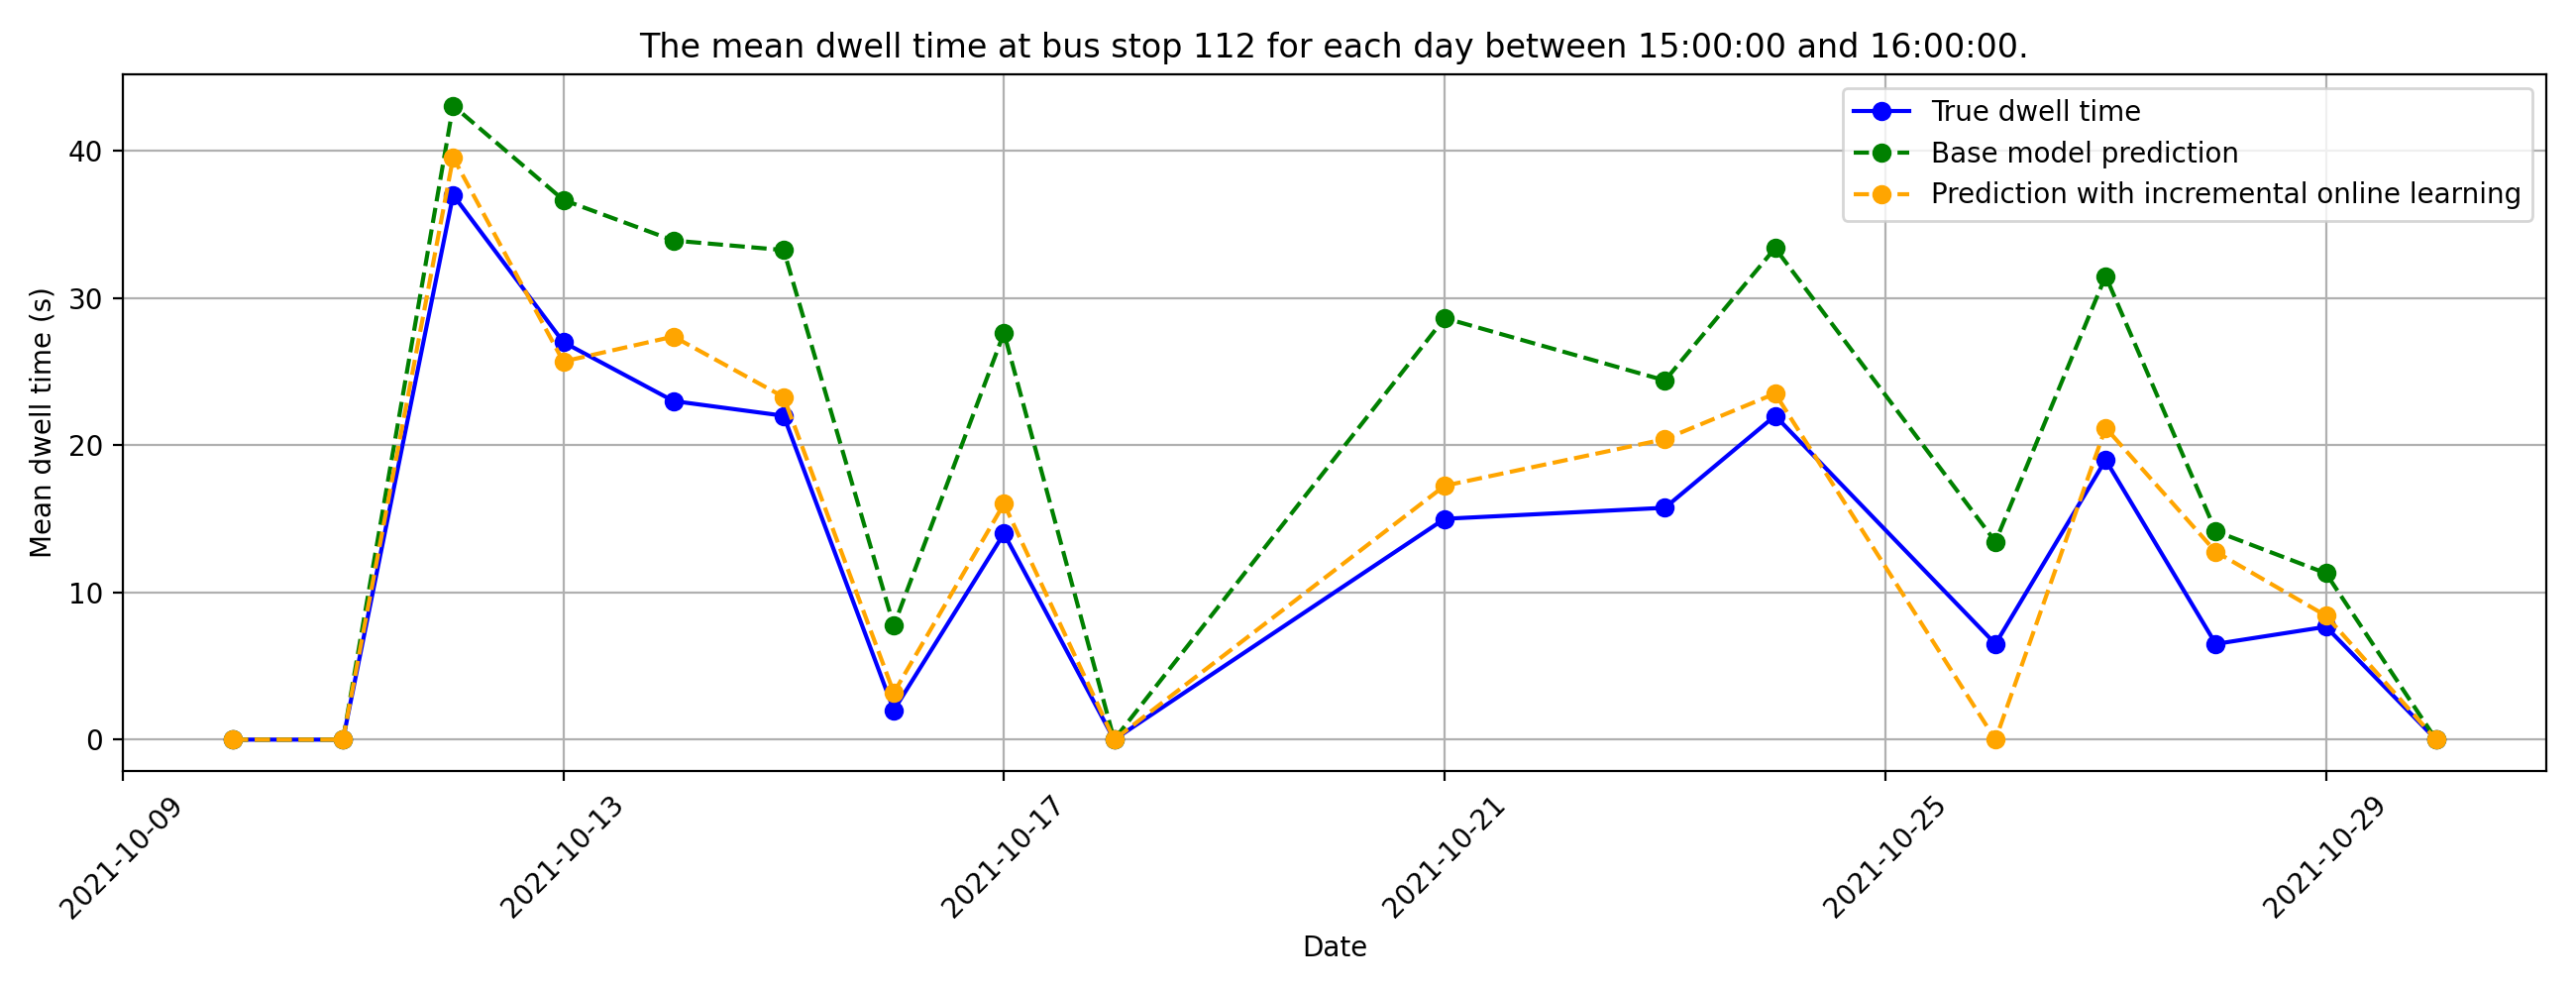 The mean dwell time at bus stop 112 for each day between 15:00:00 and 16:00:00.
True dwell time
Base model prediction
Prediction with incremental online learning
Mean dwell time (s)
40
30
20
10
0
2021-10-09
2021-10-13
2021-10-17
2021-10-21
2021-10-25
2021-10-29
Date